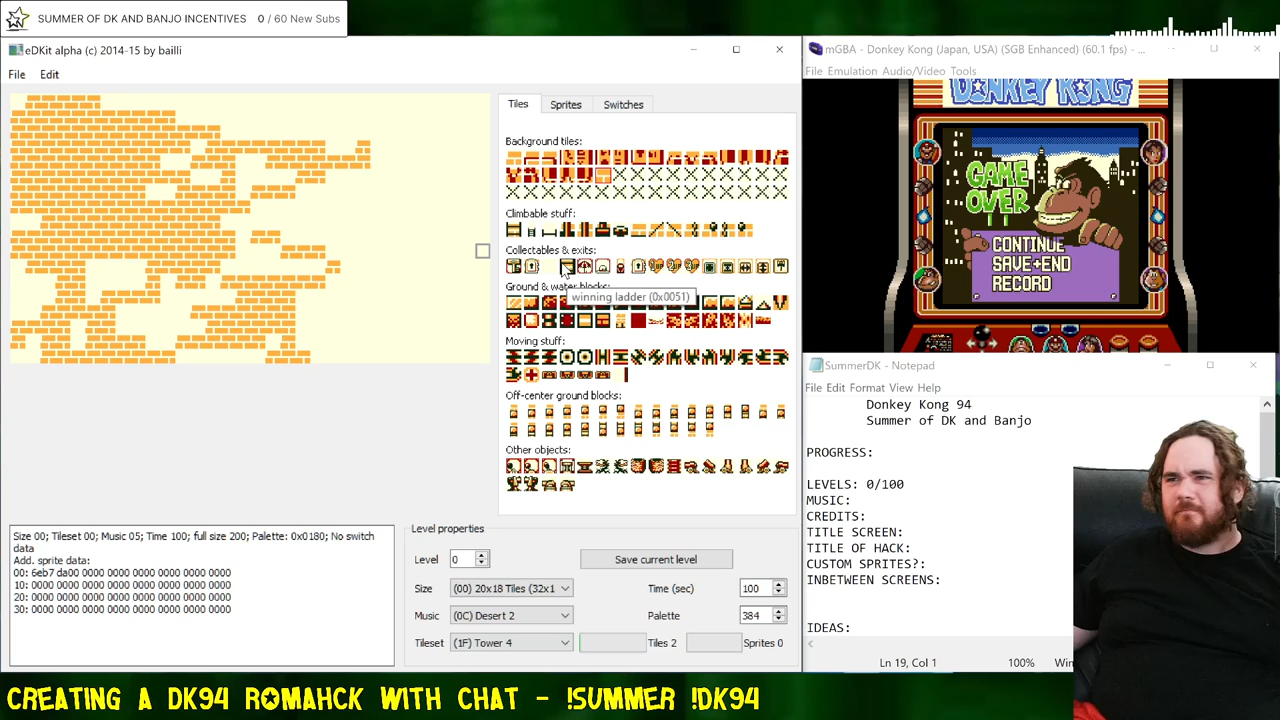 SUMMER OF DK AND BANJO INCENTIVES 0 / 60 New Subs
eDKit alpha (c) 2014-15 by bailli
File Edit
Tiles Sprites Switches
Background tiles:
Climbable stuff:
Collectables & exits:
winning ladder (0x0051)
Ground & water blocks:
Moving stuff:
Off-center ground blocks:
Other objects:
Size 00; Tileset 00; Music 05; Time 100; full size 200; Palette: 0x0180; No switch
data
Add. sprite data:
00: 6eb7 da00 0000 0000 0000 0000 0000 0000
10: 0000 0000 0000 0000 0000 0000 0000 0000
20: 0000 0000 0000 0000 0000 0000 0000 0000
30: 0000 0000 0000 0000 0000 0000 0000 0000
Level properties
Level 0 Save current level
Size (00) 20x18 Tiles (32x1 Time (sec) 100
Music (0C) Desert 2 Palette 384
Tileset (1F) Tower 4 Tiles 2 Sprites 0
mGBA - Donkey Kong (Japan, USA) (SGB Enhanced) (60.1 fps) - ...
File Emulation Audio/Video Tools
DONKEY KONG
GAME
OVER
CONTINUE
SAVE+END
RECORD
SummerDK - Notepad
File Edit Format View Help
Donkey Kong 94
Summer of DK and Banjo
PROGRESS:
LEVELS: 0/100
MUSIC:
CREDITS:
TITLE SCREEN:
TITLE OF HACK:
CUSTOM SPRITES?:
INBETWEEN SCREENS:
IDEAS:
Ln 19, Col 1 100% Win
CREATING A DK94 ROMAHCK WITH CHAT - !SUMMER !DK94